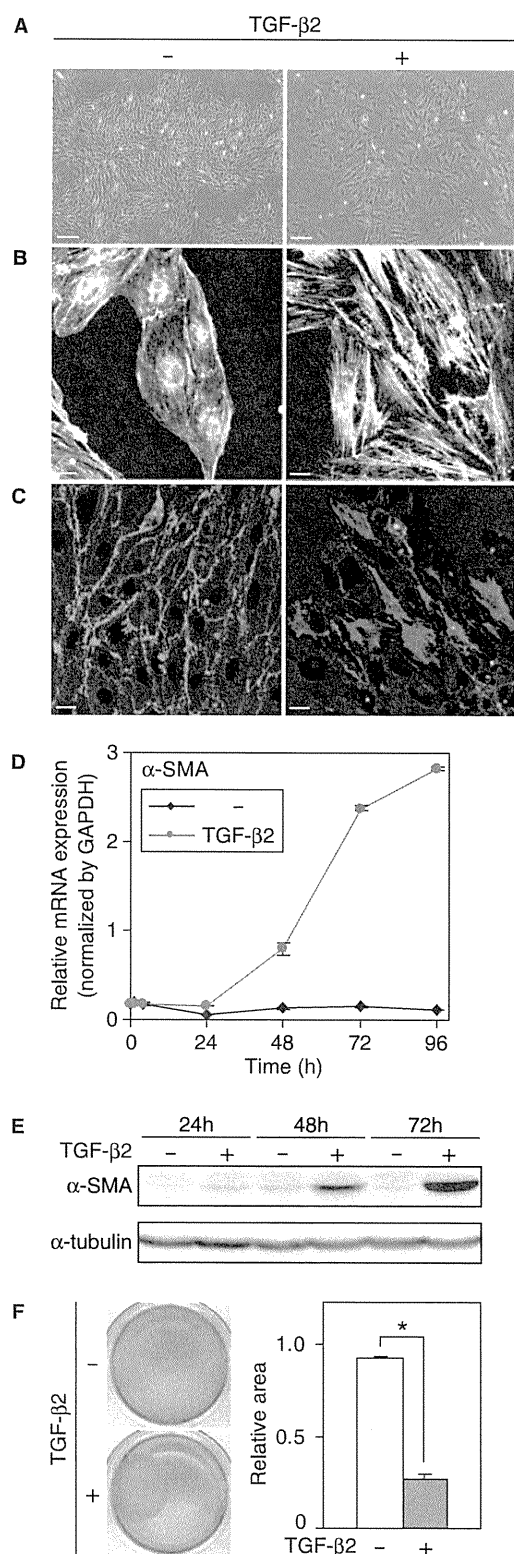 A
TGF-β2
− +
B
C
D
α-SMA
−
TGF-β2
Relative mRNA expression
(normalized by GAPDH)
3
2
1
0
0 24 48 72 96
Time (h)
E
24h 48h 72h
TGF-β2 − + − + − +
α-SMA
α-tubulin
F
TGF-β2
−
+
Relative area
1.0
0.5
0
*
TGF-β2 − +